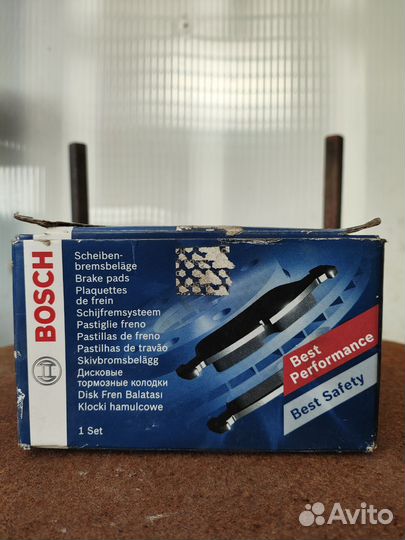 BOSCH
Scheiben-
bremsbeläge
Brake pads
Plaquettes
de frein
Schijfremsysteem
Pastiglie freno
Pastillas de freno
Pastilhas de travão
Skivbromsbelägg
Дисковые
тормозные колодки
Disk Fren Balatası
Klocki hamulcowe
1 Set
Best
Performance
Best Safety
Avito